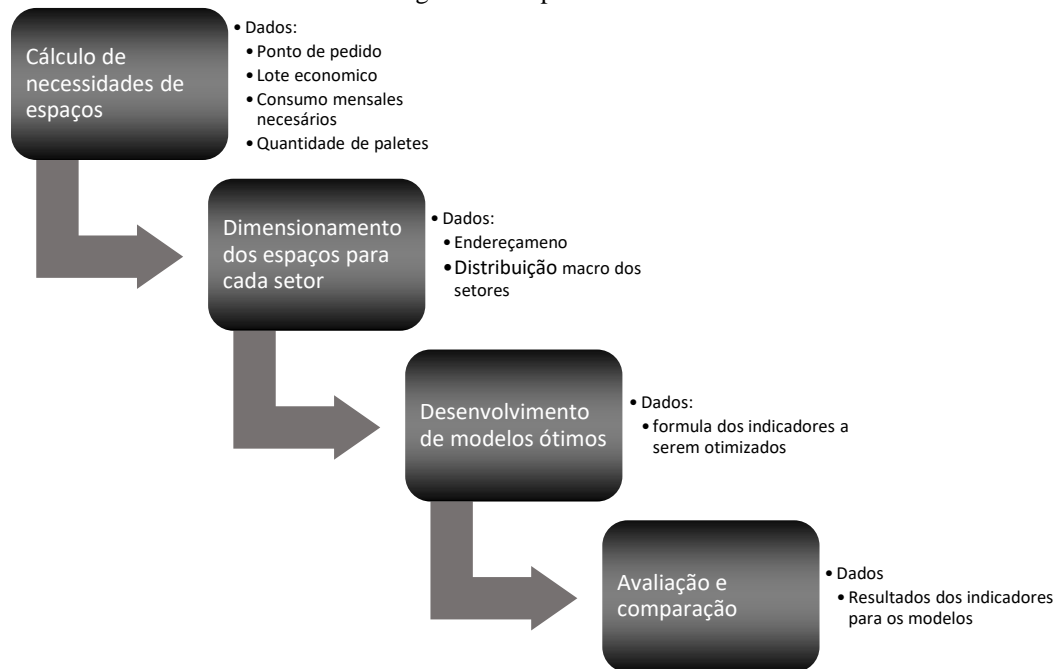 Cálculo de
necessidades de
espaços
• Dados:
• Ponto de pedido
• Lote economico
• Consumo mensales
necesários
• Quantidade de paletes
Dimensionamento
dos espaços para
cada setor
• Dados:
• Endereçameno
• Distribuição macro dos
setores
Desenvolvimento
de modelos ótimos
• Dados:
• formula dos indicadores a
serem otimizados
Avaliação e
comparação
• Dados
• Resultados dos indicadores
para os modelos